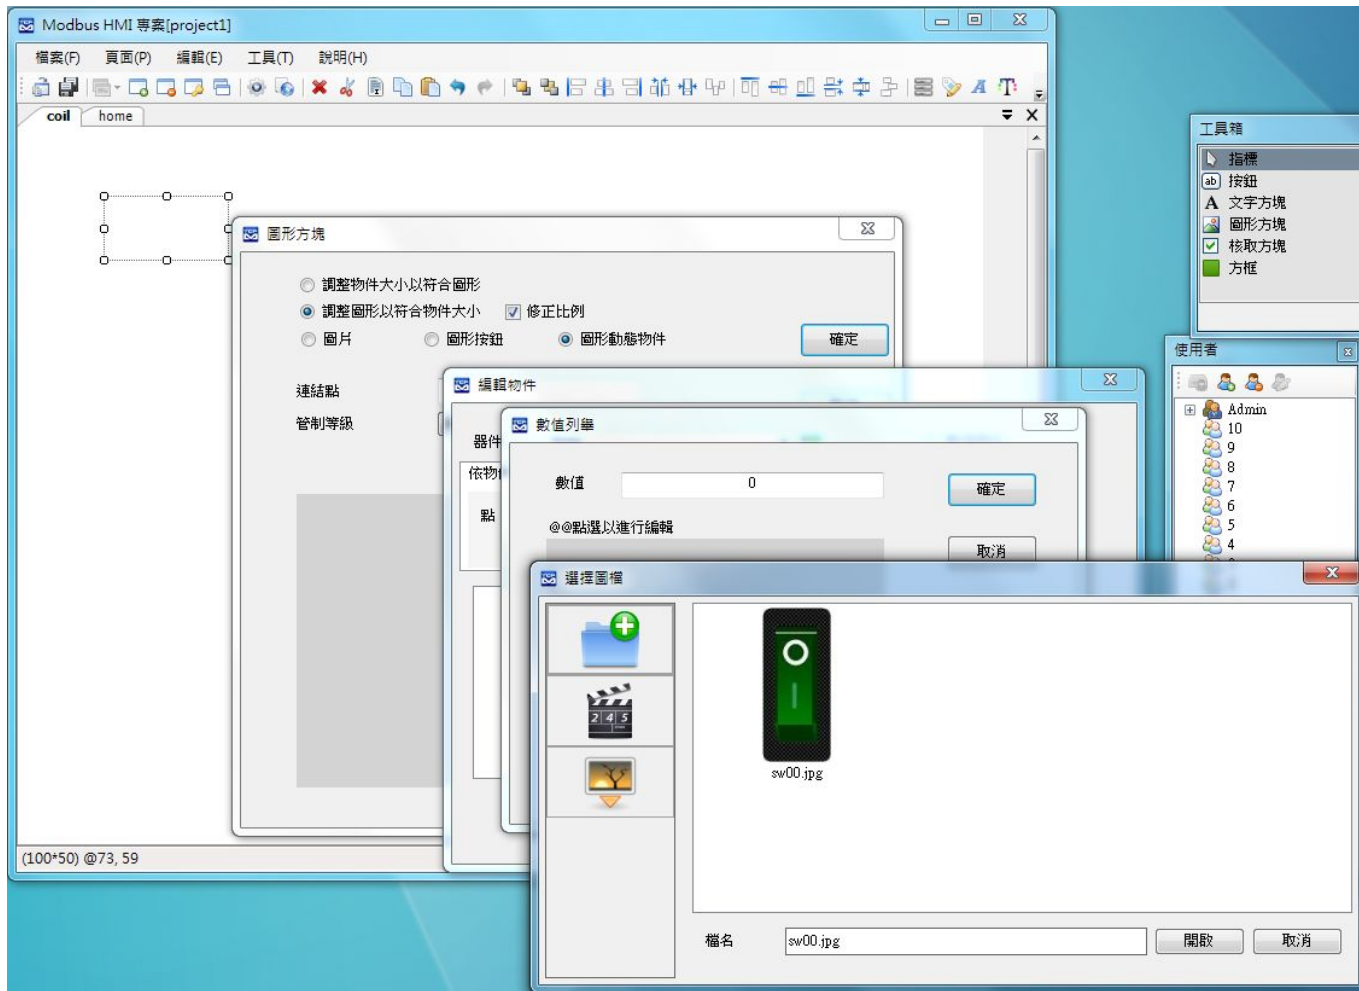 Modbus HMI 專案[project1]
檔案(F) 頁面(P) 編輯(E) 工具(T) 說明(H)
coil home
工具箱
指標
ab 按鈕
A 文字方塊
圖形方塊
核取方塊
方框
圖形方塊
調整物件大小以符合圖形
調整圖形以符合物件大小 修正比例
圖片 圖形按鈕 圖形動態物件 確定
連結點
管制等級
使用者
Admin
10
9
8
7
6
5
4
編輯物件
器件
依物
點
數值列舉
數值 0 確定
@@點選以進行編輯
取消
選擇圖檔
2 4 5
sw00.jpg
檔名 sw00.jpg 開啟 取消
(100*50) @73, 59